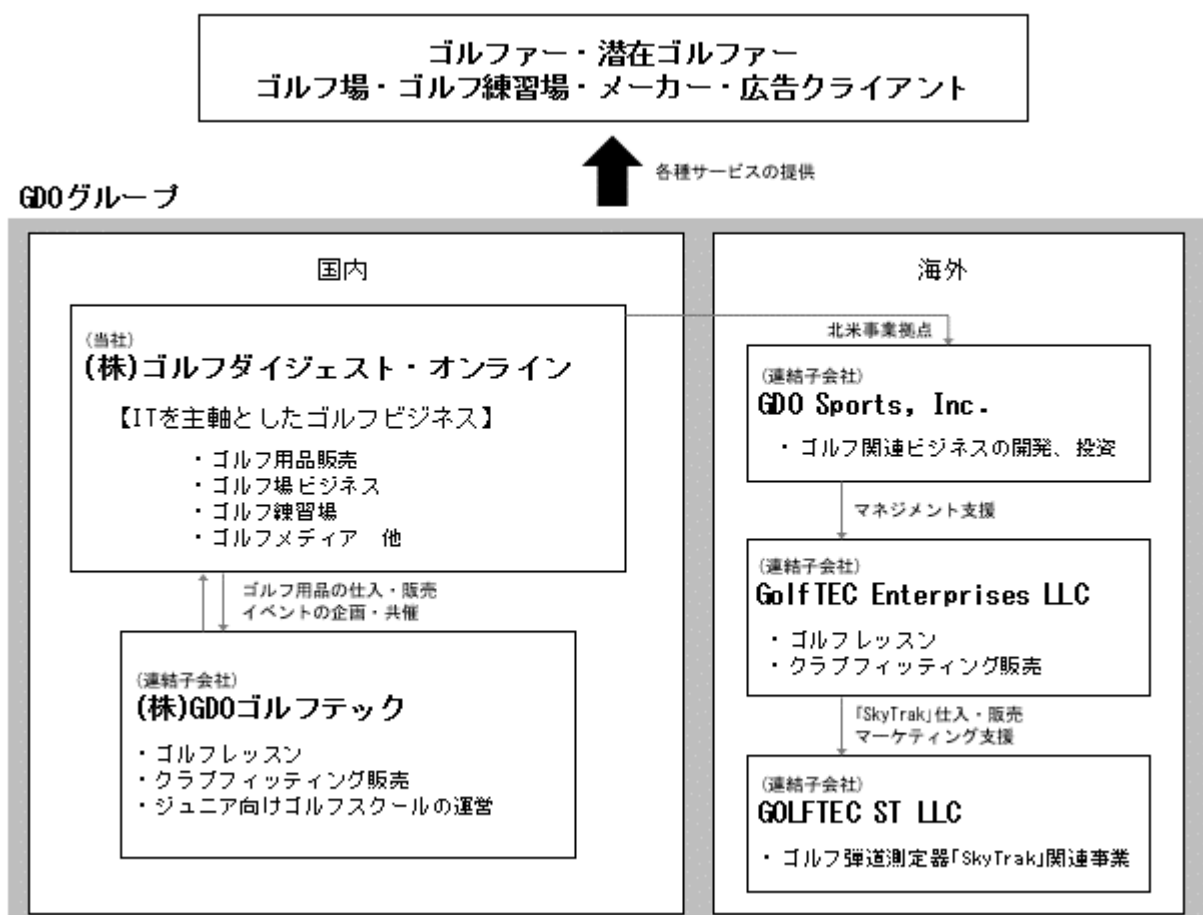 ゴルファー・潜在ゴルファー
ゴルフ場・ゴルフ練習場・メーカー・広告クライアント
各種サービスの提供
GDOグループ
国内
(当社)
(株)ゴルフダイジェスト・オンライン
【ITを主軸としたゴルフビジネス】
・ゴルフ用品販売
・ゴルフ場ビジネス
・ゴルフ練習場
・ゴルフメディア　他
ゴルフ用品の仕入・販売
イベントの企画・共催
(連結子会社)
(株)GDOゴルフテック
・ゴルフレッスン
・クラブフィッティング販売
・ジュニア向けゴルフスクールの運営
海外
北米事業拠点
(連結子会社)
GDO Sports, Inc.
・ゴルフ関連ビジネスの開発、投資
マネジメント支援
(連結子会社)
GolfTEC Enterprises LLC
・ゴルフレッスン
・クラブフィッティング販売
「SkyTrak」仕入・販売
マーケティング支援
(連結子会社)
GOLFTEC ST LLC
・ゴルフ弾道測定器「SkyTrak」関連事業